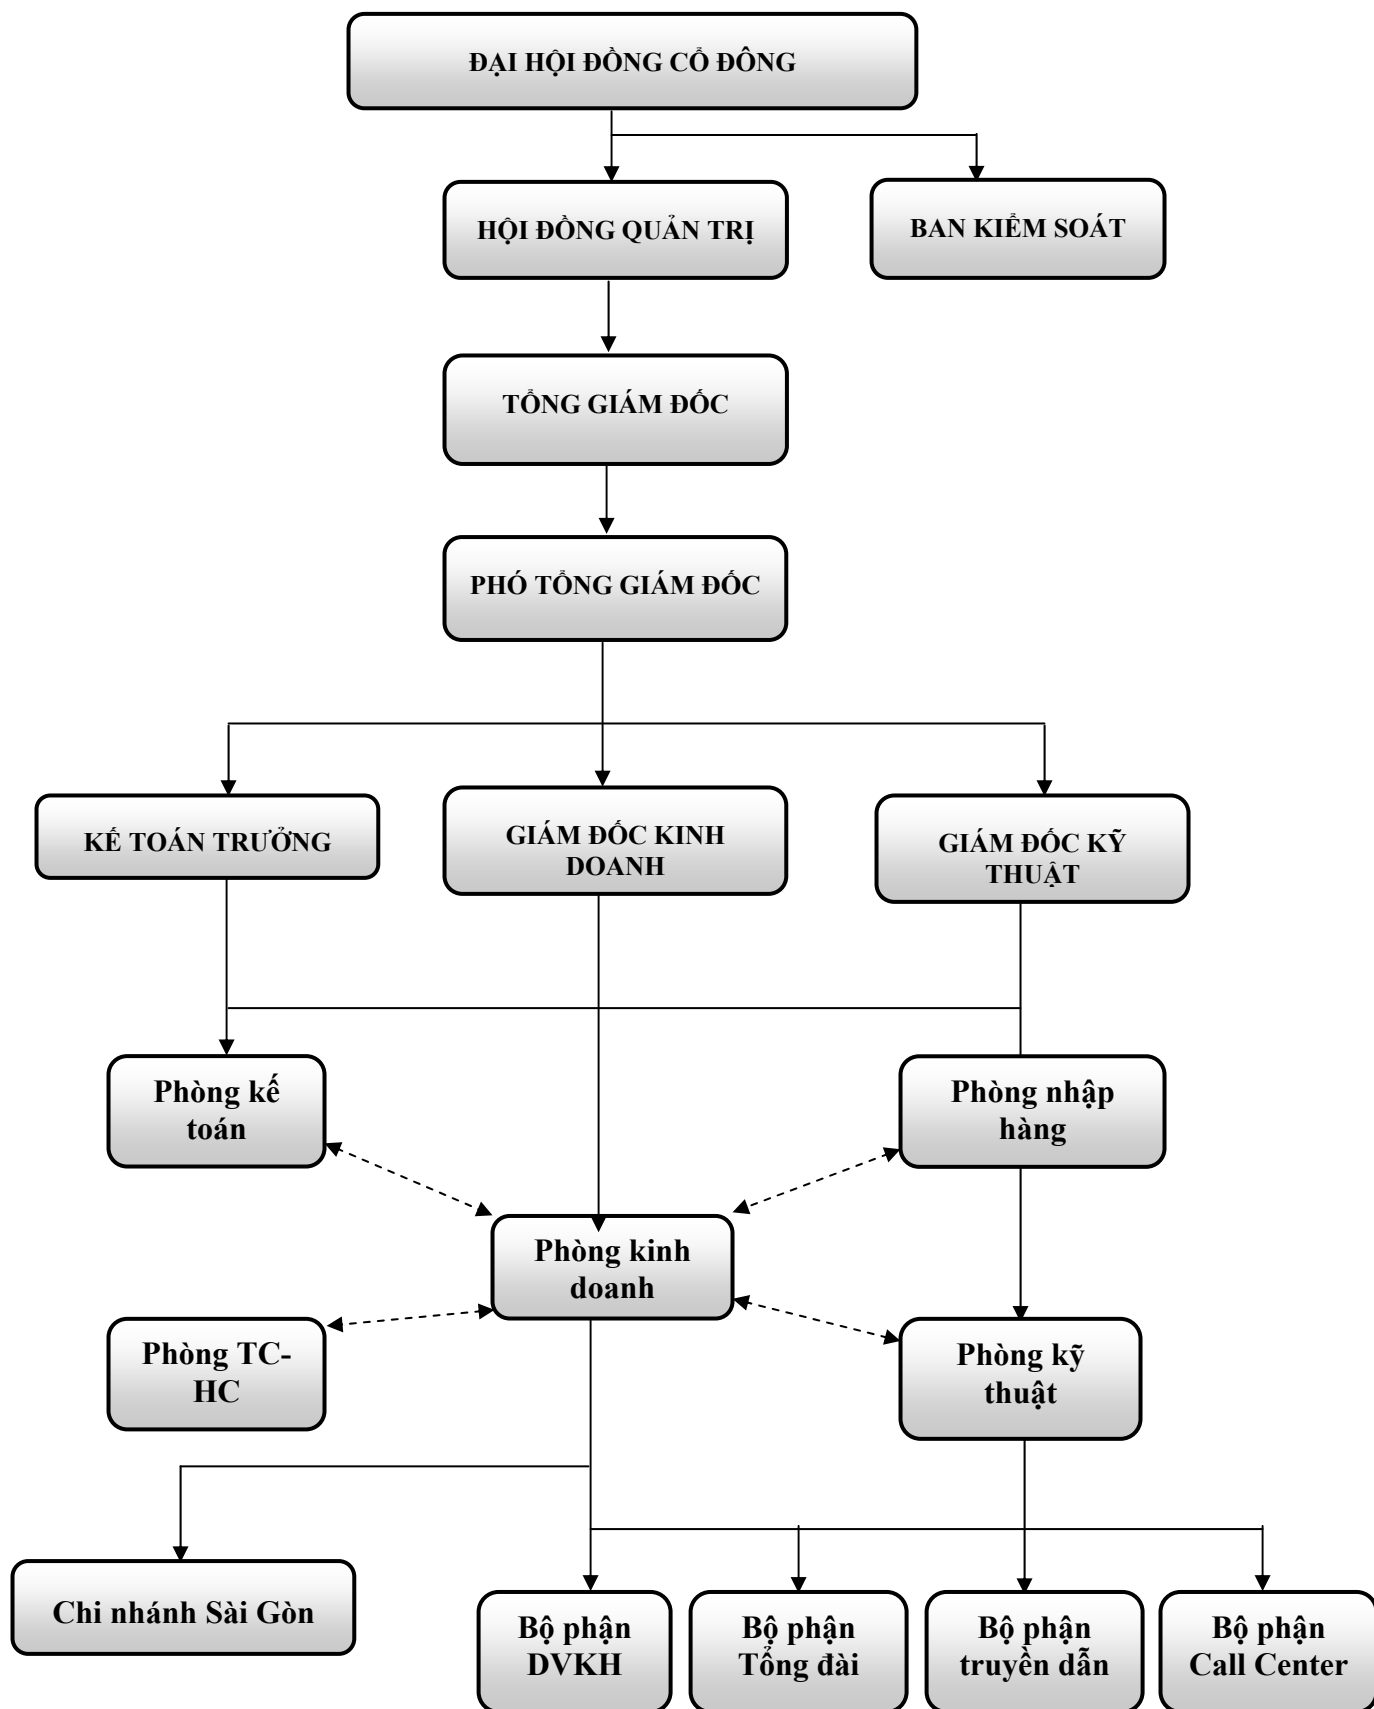 ĐẠI HỘI ĐỒNG CỔ ĐÔNG
HỘI ĐỒNG QUẢN TRỊ
BAN KIỂM SOÁT
TỔNG GIÁM ĐỐC
PHÓ TỔNG GIÁM ĐỐC
KẾ TOÁN TRƯỞNG
GIÁM ĐỐC KINH
DOANH
GIÁM ĐỐC KỸ
THUẬT
Phòng kế
toán
Phòng nhập
hàng
Phòng kinh
doanh
Phòng TC-
HC
Phòng kỹ
thuật
Chi nhánh Sài Gòn
Bộ phận
DVKH
Bộ phận
Tổng đài
Bộ phận
truyền dẫn
Bộ phận
Call Center